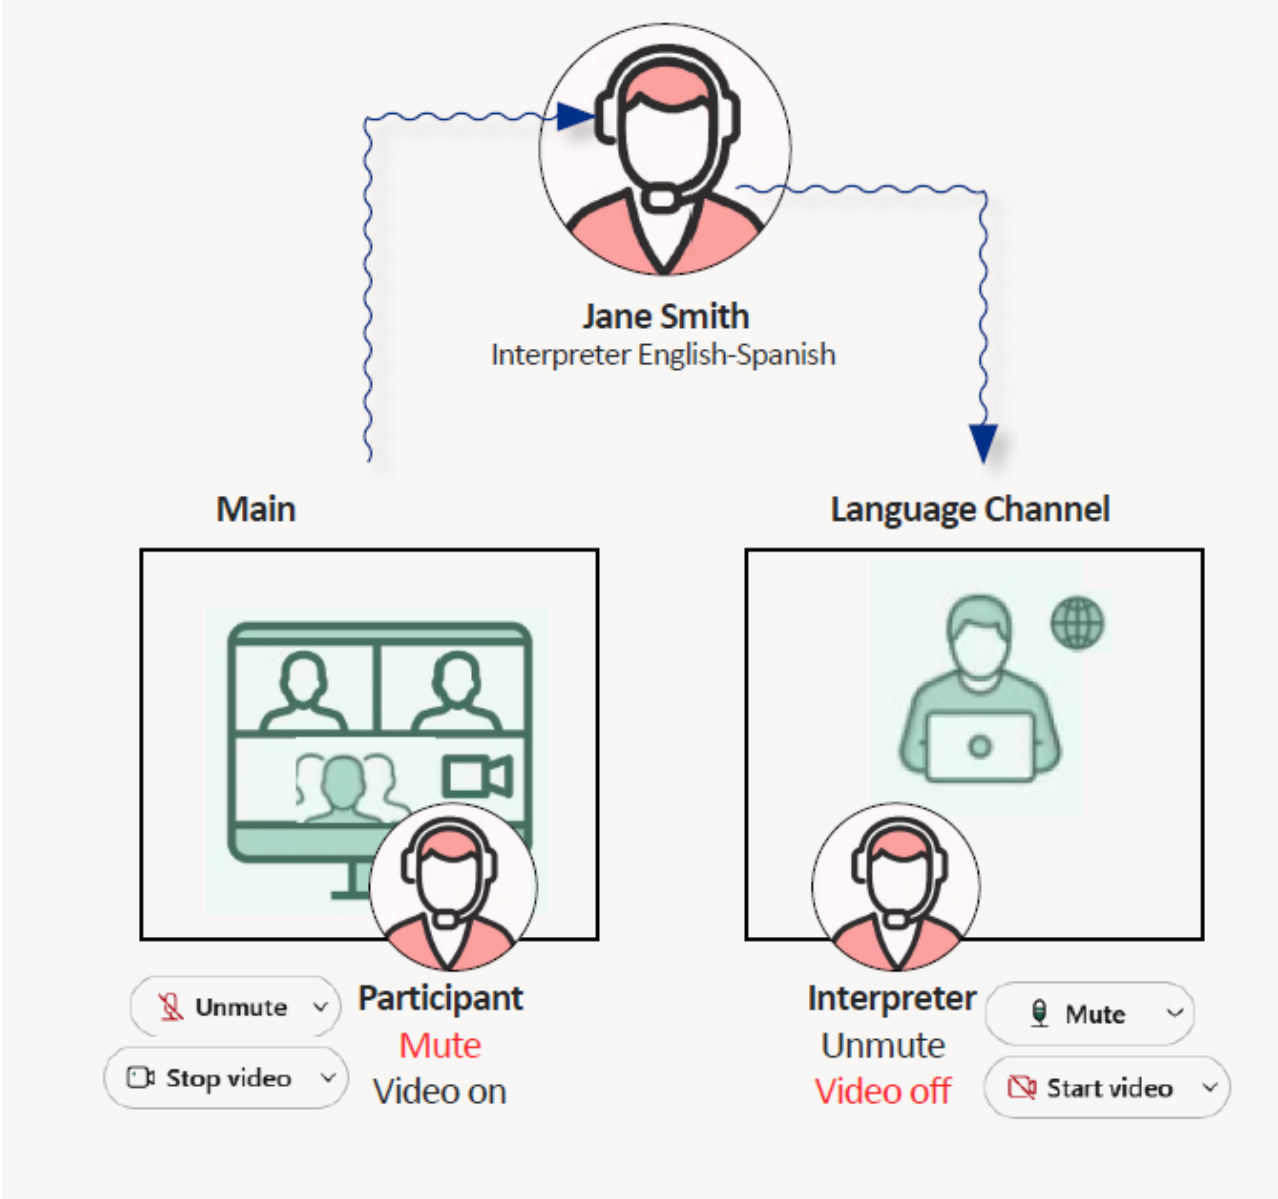 Jane Smith
Interpreter English-Spanish
Main
Language Channel
Unmute
Stop video
Participant
Mute
Video on
Interpreter
Unmute
Video off
Mute
Start video